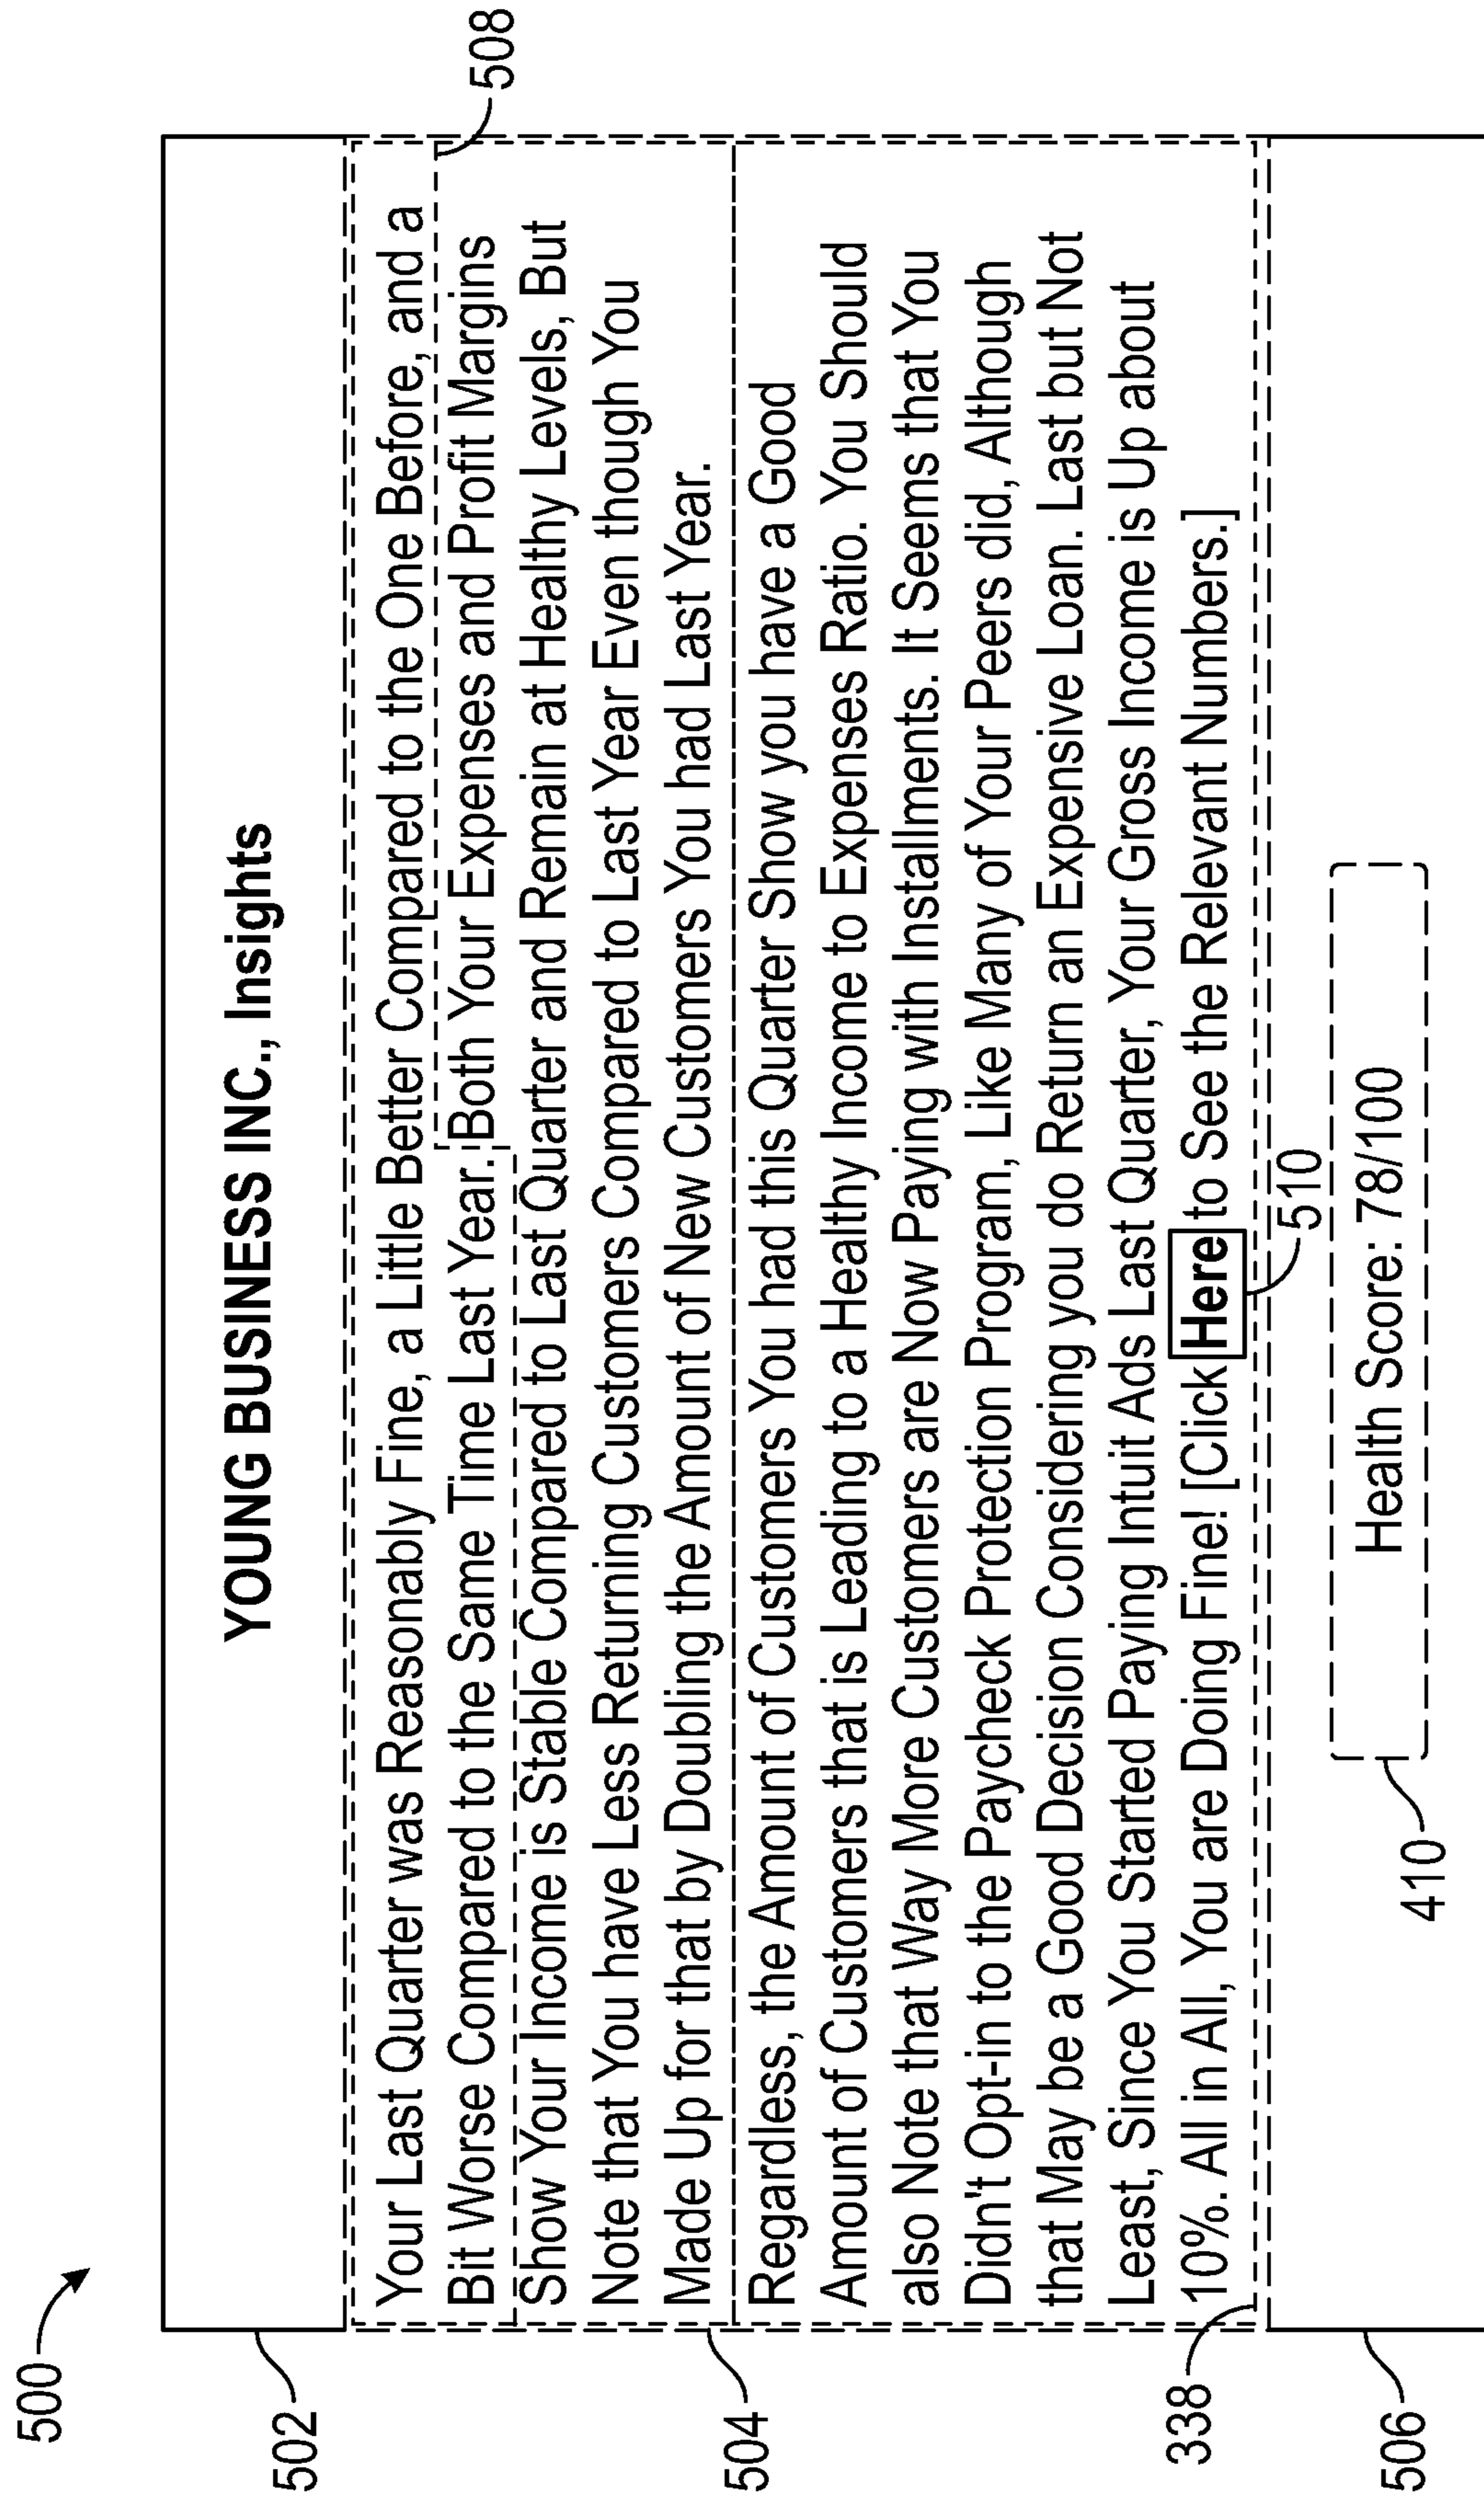 500
502
YOUNG BUSINESS INC., Insights
508
Your Last Quarter was Reasonably Fine, a Little Better Compared to the One Before, and a
Bit Worse Compared to the Same Time Last Year. Both Your Expenses and Profit Margins
Show Your Income is Stable Compared to Last Quarter and Remain at Healthy Levels, But
Note that You have Less Returning Customers Compared to Last Year Even though You
Made Up for that by Doubling the Amount of New Customers You had Last Year.
504
Regardless, the Amount of Customers You had this Quarter Show you have a Good
Amount of Customers that is Leading to a Healthy Income to Expenses Ratio. You Should
also Note that Way More Customers are Now Paying with Installments. It Seems that You
Didn't Opt-in to the Paycheck Protection Program, Like Many of Your Peers did, Although
that May be a Good Decision Considering you do Return an Expensive Loan. Last but Not
Least, Since You Started Paying Intuit Ads Last Quarter, Your Gross Income is Up about
10%. All in All, You are Doing Fine! [Click Here to See the Relevant Numbers.]
338
510
506
Health Score: 78/100
410